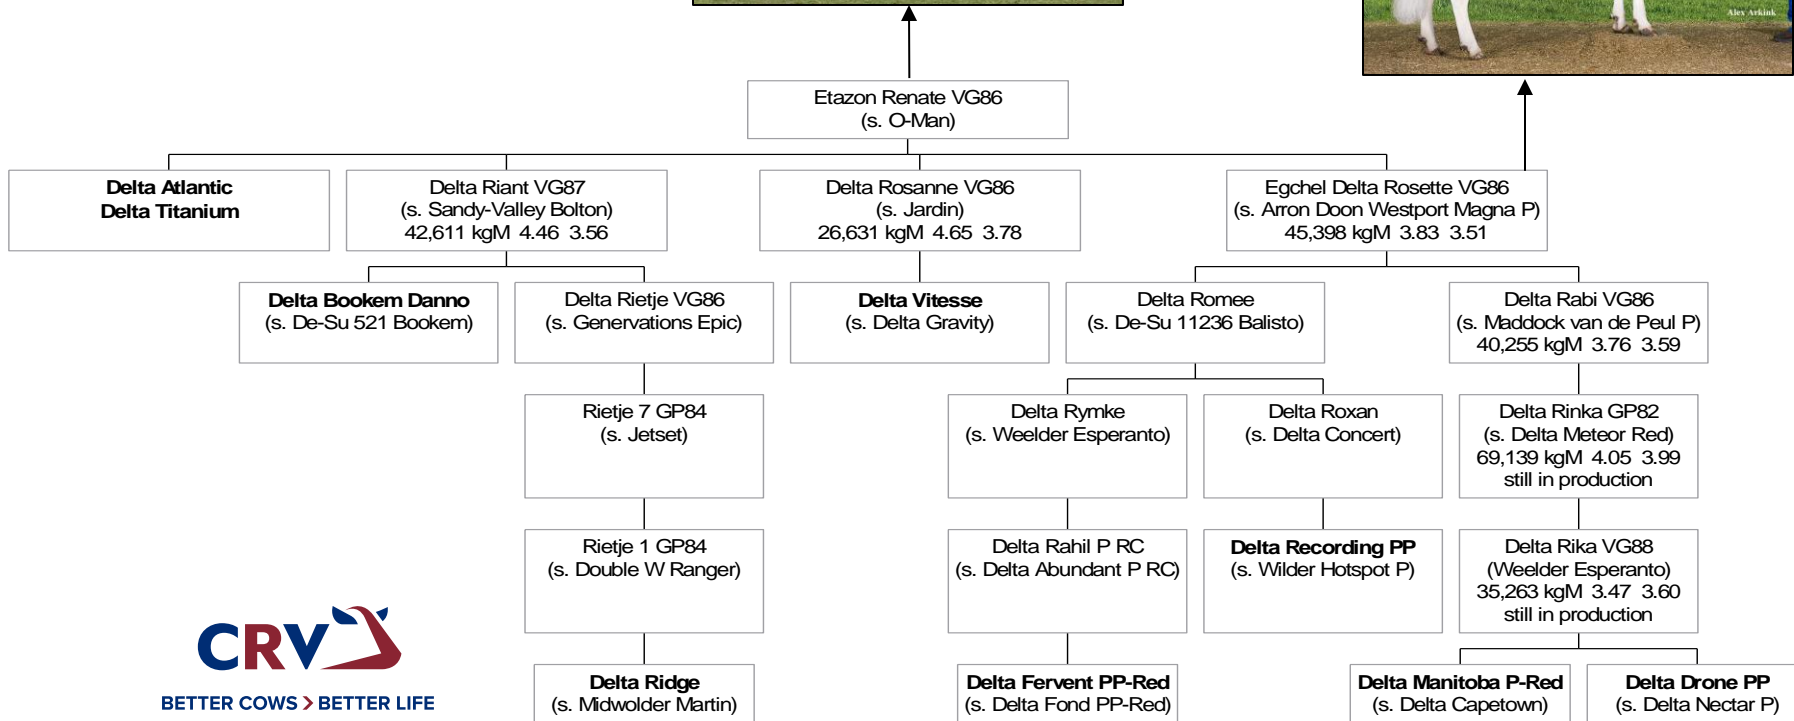 Alex Arkink
Etazon Renate VG86
(s. O-Man)
Delta Atlantic
Delta Titanium
Delta Riant VG87
(s. Sandy-Valley Bolton)
42,611 kgM 4.46 3.56
Delta Rosanne VG86
(s. Jardin)
26,631 kgM 4.65 3.78
Egchel Delta Rosette VG86
(s. Arron Doon Westport Magna P)
45,398 kgM 3.83 3.51
Delta Bookem Danno
(s. De-Su 521 Bookem)
Delta Rietje VG86
(s. Genervations Epic)
Delta Vitesse
(s. Delta Gravity)
Delta Romee
(s. De-Su 11236 Balisto)
Delta Rabi VG86
(s. Maddock van de Peul P)
40,255 kgM 3.76 3.59
Rietje 7 GP84
(s. Jetset)
Delta Rymke
(s. Weelder Esperanto)
Delta Roxan
(s. Delta Concert)
Delta Rinka GP82
(s. Delta Meteor Red)
69,139 kgM 4.05 3.99
still in production
Rietje 1 GP84
(s. Double W Ranger)
Delta Rahil P RC
(s. Delta Abundant P RC)
Delta Recording PP
(s. Wilder Hotspot P)
Delta Rika VG88
(Weelder Esperanto)
35,263 kgM 3.47 3.60
still in production
Delta Ridge
(s. Midwolder Martin)
Delta Fervent PP-Red
(s. Delta Fond PP-Red)
Delta Manitoba P-Red
(s. Delta Capetown)
Delta Drone PP
(s. Delta Nectar P)
CRV
BETTER COWS > BETTER LIFE